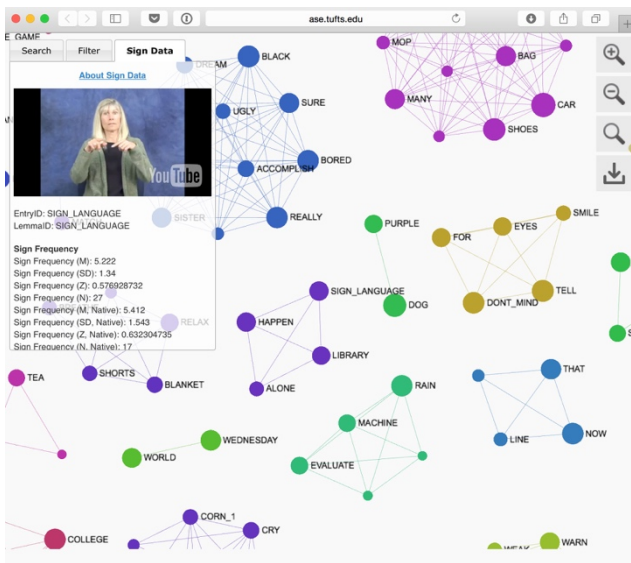 ase.tufts.edu
GAME
Search Filter Sign Data
About Sign Data
YouTube
EntryID: SIGN_LANGUAGE
LemmaID: SIGN_LANGUAGE
Sign Frequency
Sign Frequency (M): 5.222
Sign Frequency (SD): 1.34
Sign Frequency (Z): 0.576928732
Sign Frequency (N): 27
Sign Frequency (M, Native): 5.412
Sign Frequency (SD, Native): 1.543
Sign Frequency (Z, Native): 0.632304735
Sign Frequency (N, Native): 17
DREAM
BLACK
SURE
UGLY
BORED
ACCOMPLISH
SISTER
REALLY
MOP
BAG
MANY
CAR
SHOES
PURPLE
DOG
SMILE
EYES
FOR
TELL
DONT_MIND
SIGN_LANGUAGE
HAPPEN
LIBRARY
ALONE
RELAX
SHORTS
BLANKET
TEA
RAIN
MACHINE
EVALUATE
THAT
LINE
NOW
WEDNESDAY
WORLD
CORN_1
CRY
COLLEGE
WEAK
WARN